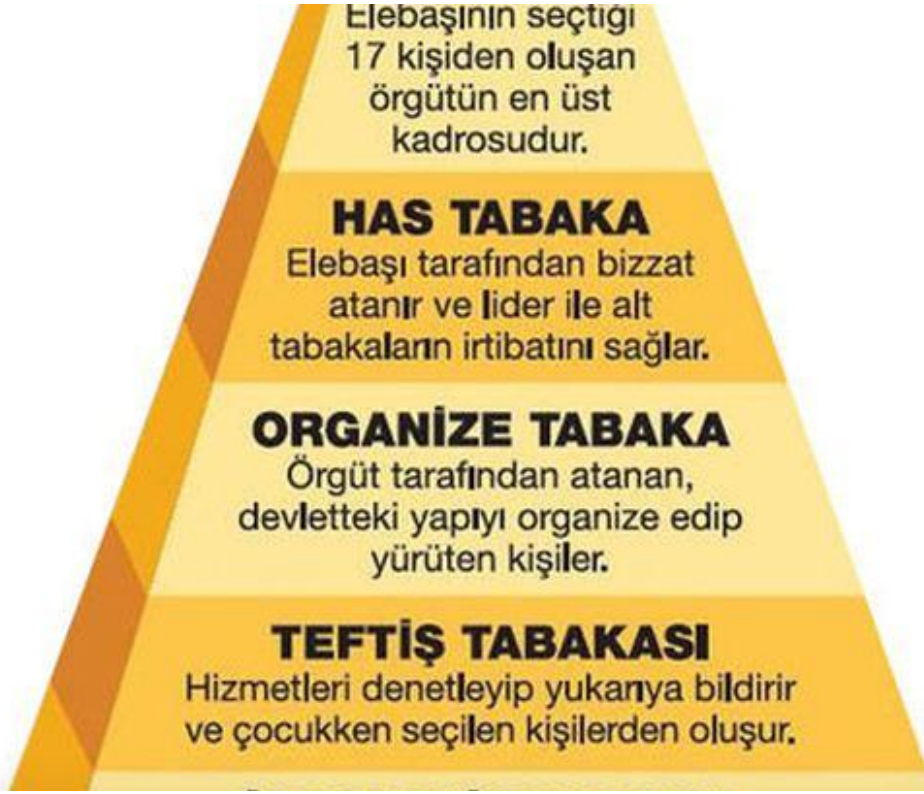 Elebaşının seçtiği
17 kişiden oluşan
örgütün en üst
kadrosudur.
HAS TABAKA
Elebaşı tarafından bizzat
atanır ve lider ile alt
tabakaların irtibatını sağlar.
ORGANİZE TABAKA
Örgüt tarafından atanan,
devletteki yapıyı organize edip
yürüten kişiler.
TEFTİŞ TABAKASI
Hizmetleri denetleyip yukarıya bildirir
ve çocukken seçilen kişilerden oluşur.